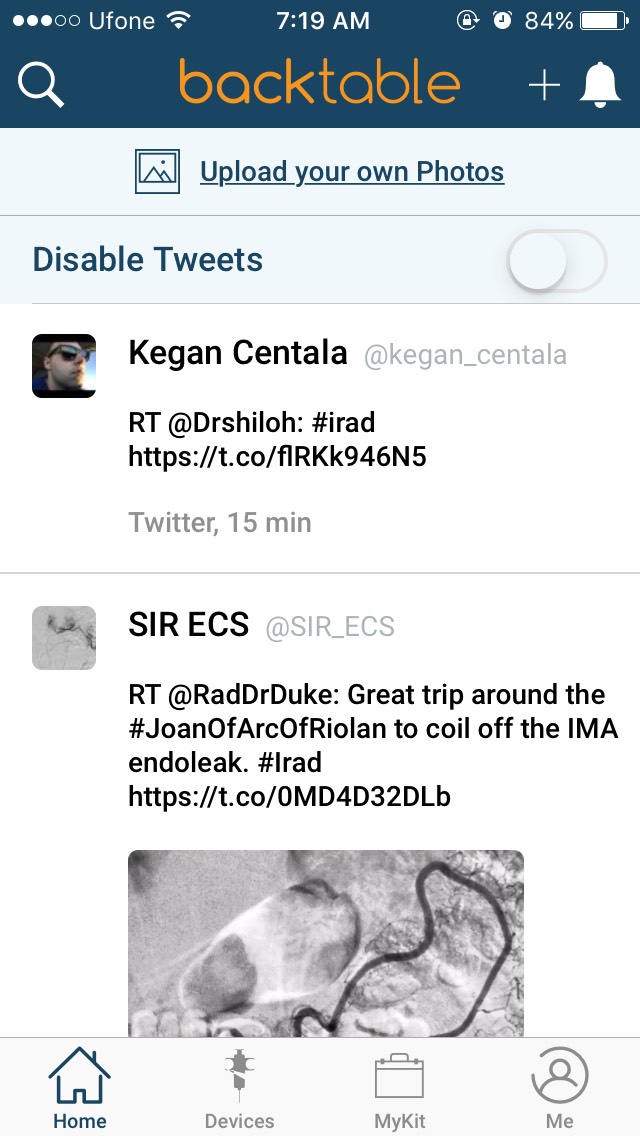 Ufone 7:19 AM 84%
backtable
Upload your own Photos
Disable Tweets
Kegan Centala @kegan_centala
RT @Drshiloh: #irad
https://t.co/flRKk946N5
Twitter, 15 min
SIR ECS @SIR_ECS
RT @RadDrDuke: Great trip around the
#JoanOfArcOfRiolan to coil off the IMA
endoleak. #Irad
https://t.co/0MD4D32DLb
Home Devices MyKit Me